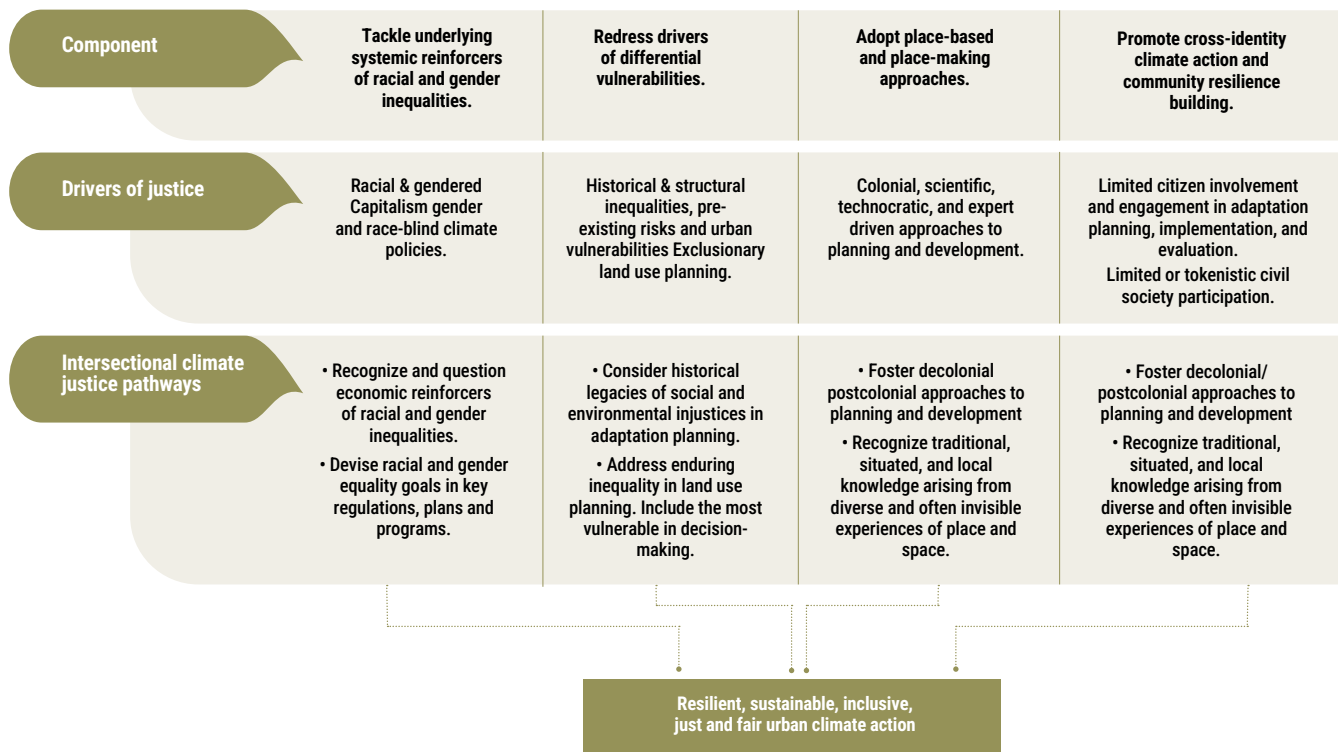 Component
Tackle underlying
systemic reinforcers
of racial and gender
inequalities.
Redress drivers
of differential
vulnerabilities.
Adopt place-based
and place-making
approaches.
Promote cross-identity
climate action and
community resilience
building.
Drivers of justice
Racial & gendered
Capitalism gender
and race-blind climate
policies.
Historical & structural
inequalities, pre-
existing risks and urban
vulnerabilities Exclusionary
land use planning.
Colonial, scientific,
technocratic, and expert
driven approaches to
planning and development.
Limited citizen involvement
and engagement in adaptation
planning, implementation, and
evaluation.
Limited or tokenistic civil
society participation.
Intersectional climate
justice pathways
• Recognize and question
economic reinforcers
of racial and gender
inequalities.
• Devise racial and gender
equality goals in key
regulations, plans and
programs.
• Consider historical
legacies of social and
environmental injustices in
adaptation planning.
• Address enduring
inequality in land use
planning. Include the most
vulnerable in decision-
making.
• Foster decolonial
postcolonial approaches to
planning and development
• Recognize traditional,
situated, and local
knowledge arising from
diverse and often invisible
experiences of place and
space.
• Foster decolonial/
postcolonial approaches to
planning and development
• Recognize traditional,
situated, and local
knowledge arising from
diverse and often invisible
experiences of place and
space.
Resilient, sustainable, inclusive,
just and fair urban climate action